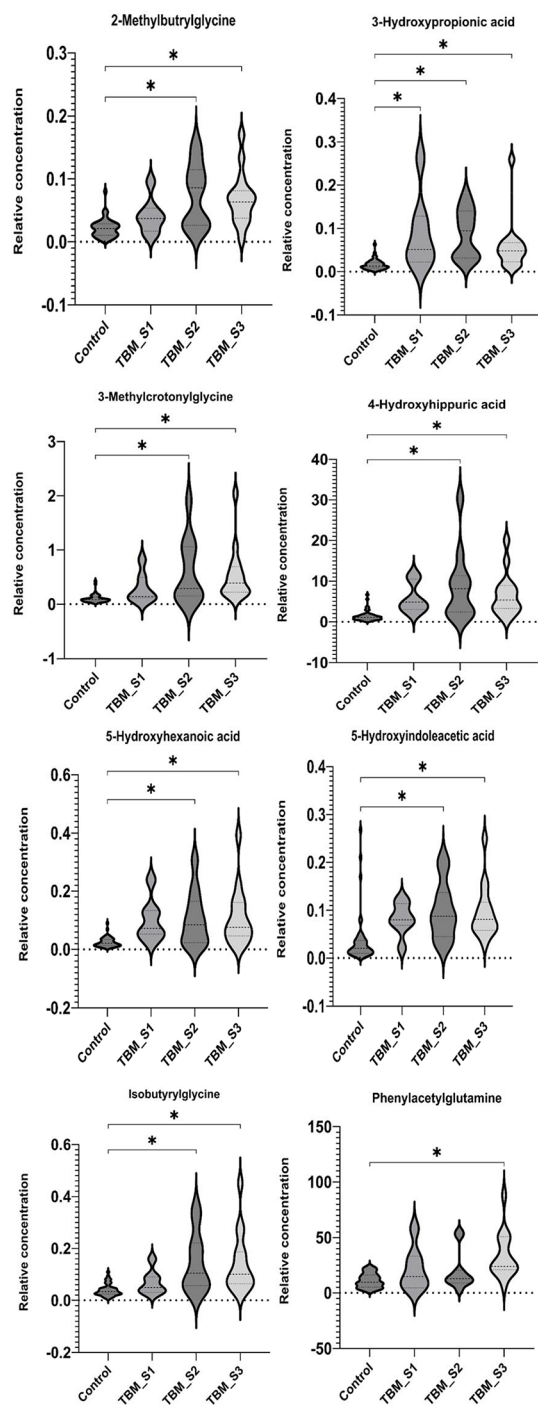 2-Methylbutrylglycine
Relative concentration
0.3
0.2
0.1
0.0
-0.1
* *
Control TBM_S1 TBM_S2 TBM_S3
3-Hydroxypropionic acid
Relative concentration
0.4
0.3
0.2
0.1
0.0
-0.1
* * *
Control TBM_S1 TBM_S2 TBM_S3
3-Methylcrotonylglycine
Relative concentration
3
2
1
0
-1
* *
Control TBM_S1 TBM_S2 TBM_S3
4-Hydroxyhippuric acid
Relative concentration
40
30
20
10
0
-10
* *
Control TBM_S1 TBM_S2 TBM_S3
5-Hydroxyhexanoic acid
Relative concentration
0.6
0.4
0.2
0.0
-0.2
* *
Control TBM_S1 TBM_S2 TBM_S3
5-Hydroxyindoleacetic acid
Relative concentration
0.4
0.3
0.2
0.1
0.0
-0.1
* *
Control TBM_S1 TBM_S2 TBM_S3
Isobutyrylglycine
Relative concentration
0.6
0.4
0.2
0.0
-0.2
* *
Control TBM_S1 TBM_S2 TBM_S3
Phenylacetylglutamine
Relative concentration
150
100
50
0
-50
*
Control TBM_S1 TBM_S2 TBM_S3